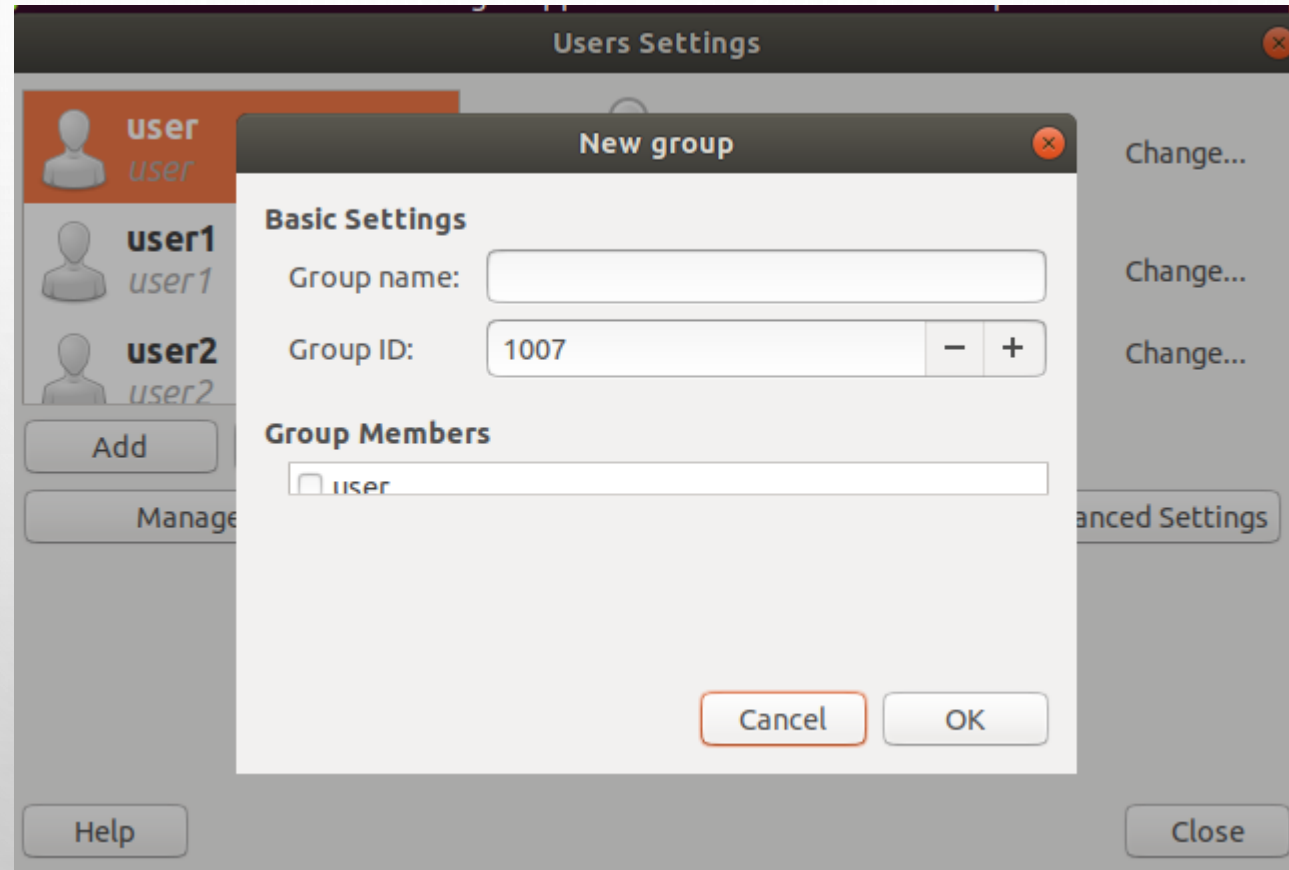 Users Settings
user
user
user1
user1
user2
user2
Add
Manage
Change...
Change...
Change...
anced Settings
Help
Close
New group
Basic Settings
Group name:
Group ID: 1007 − +
Group Members
user
Cancel OK